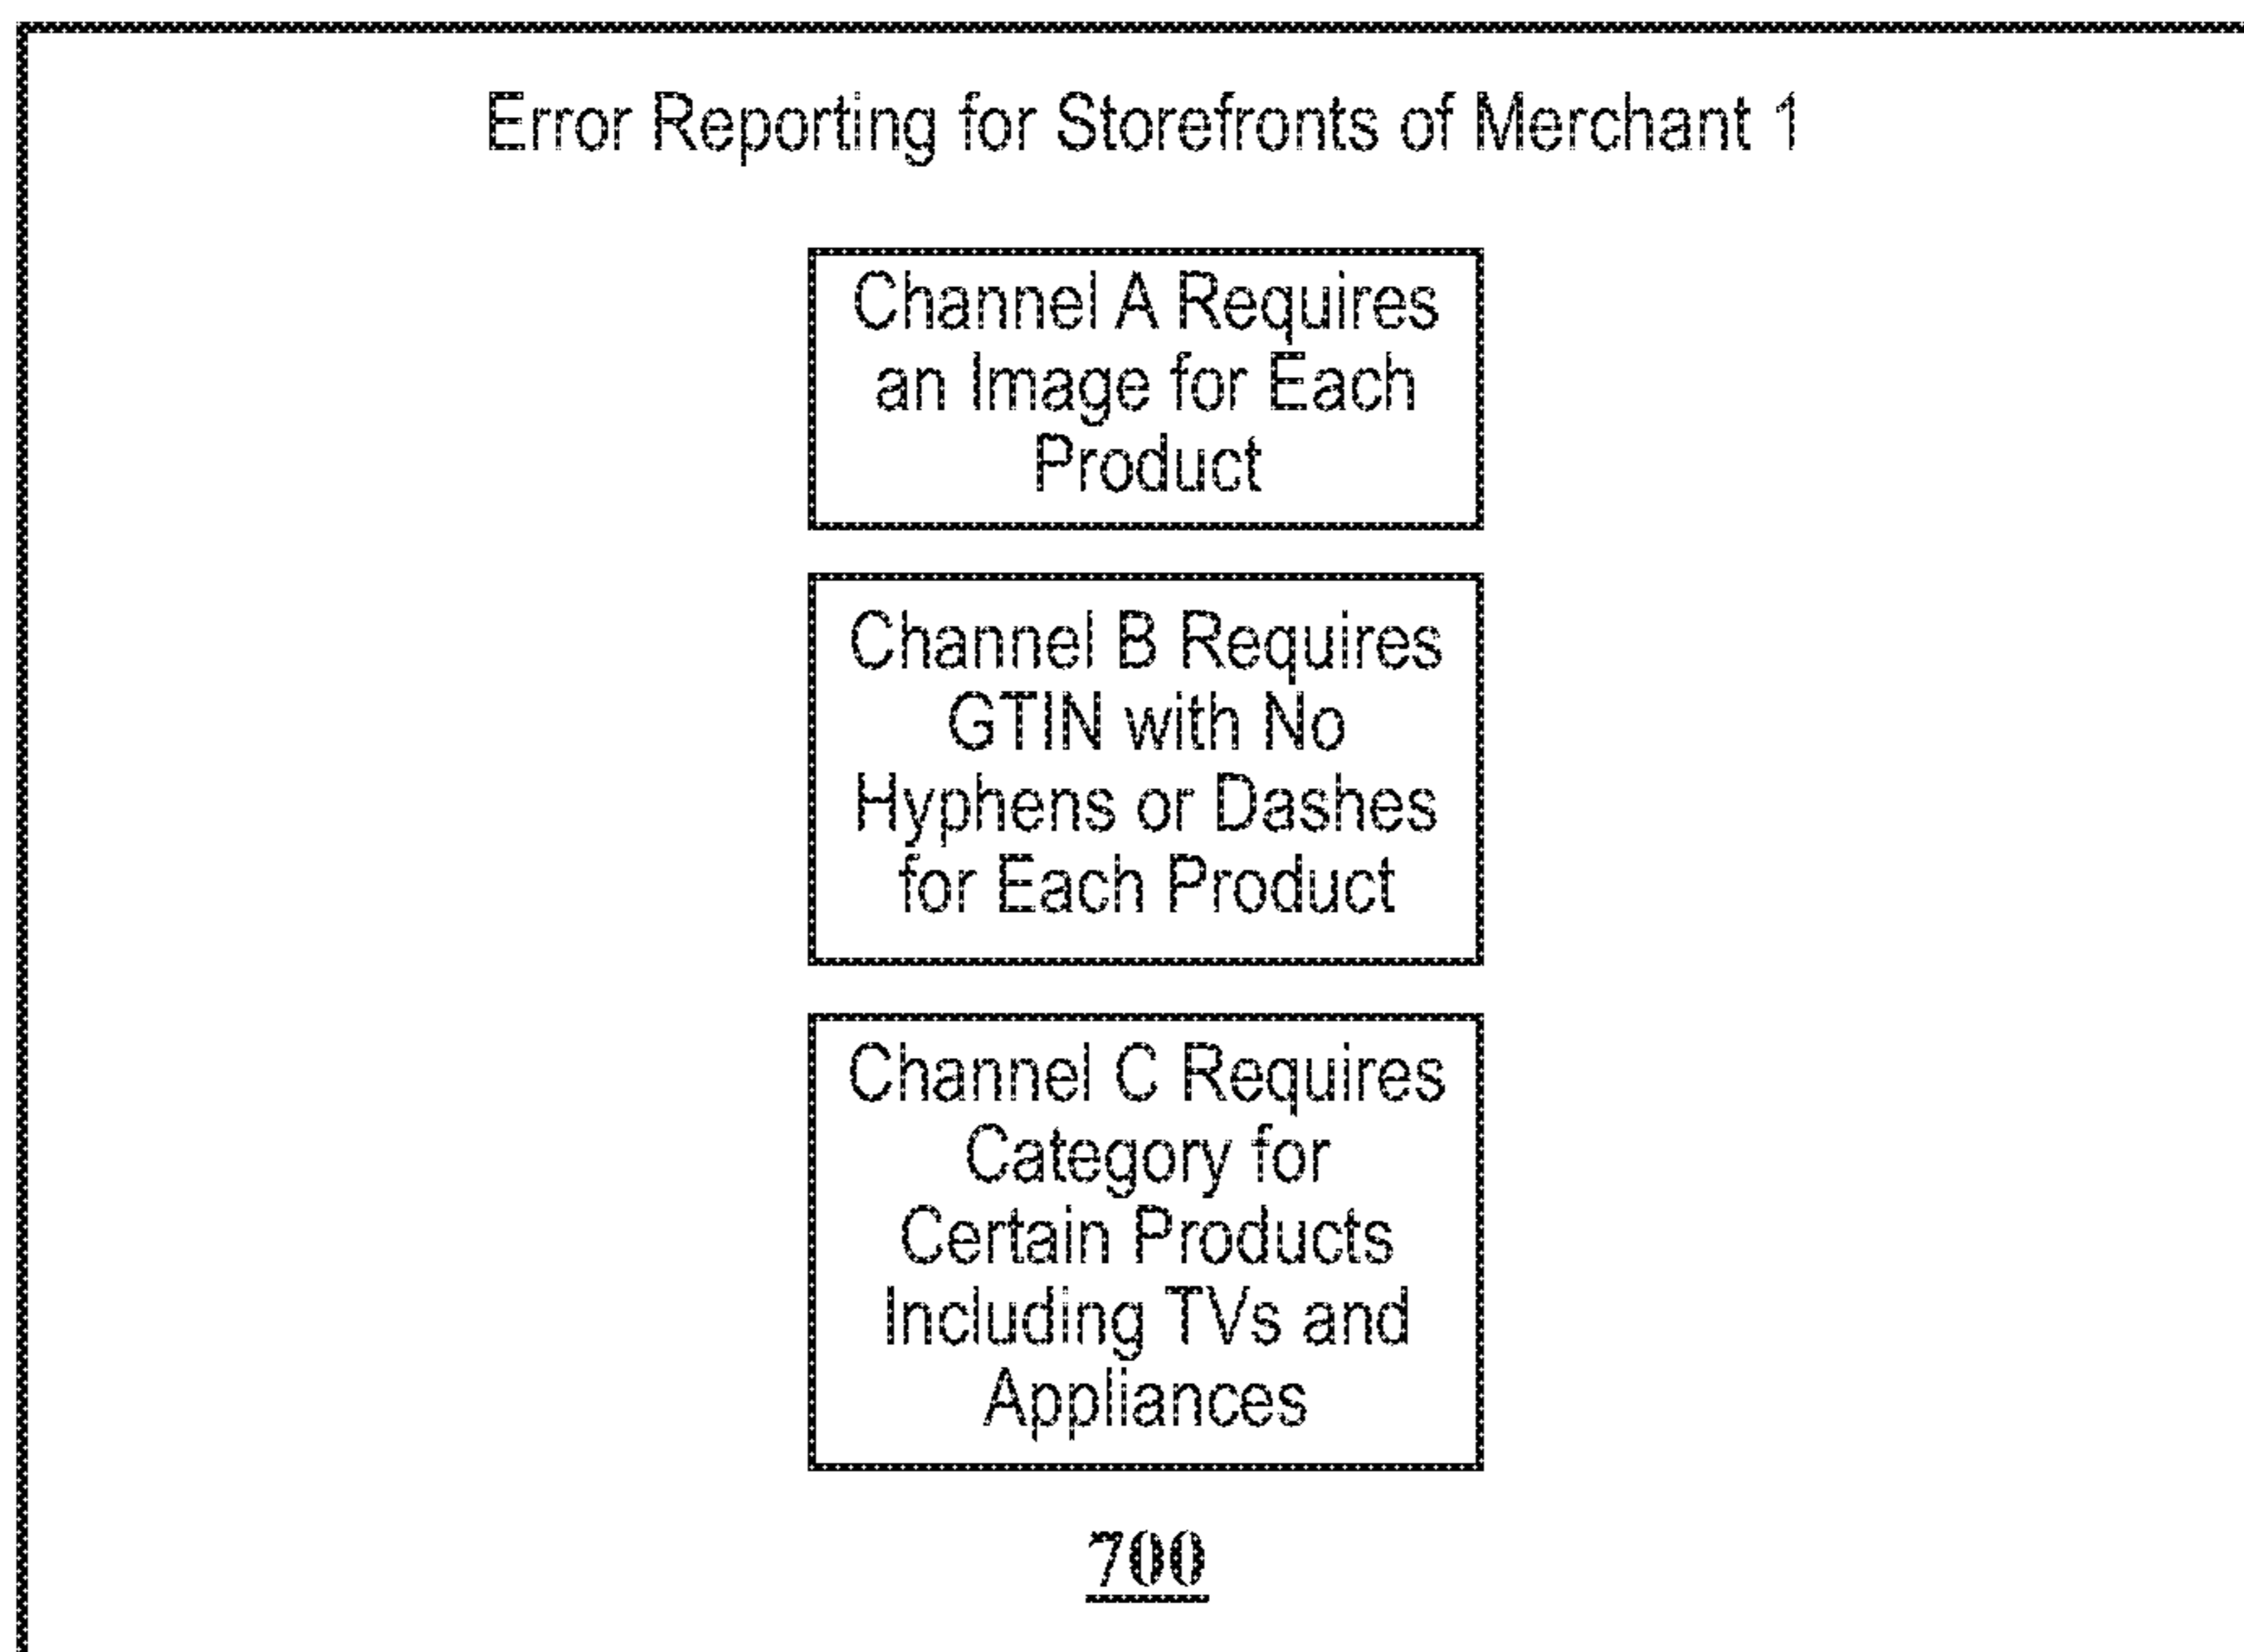 Error Reporting for Storefronts of Merchant 1
Channel A Requires
an Image for Each
Product
Channel B Requires
GTIN with No
Hyphens or Dashes
for Each Product
Channel C Requires
Category for
Certain Products
Including TVs and
Appliances
700